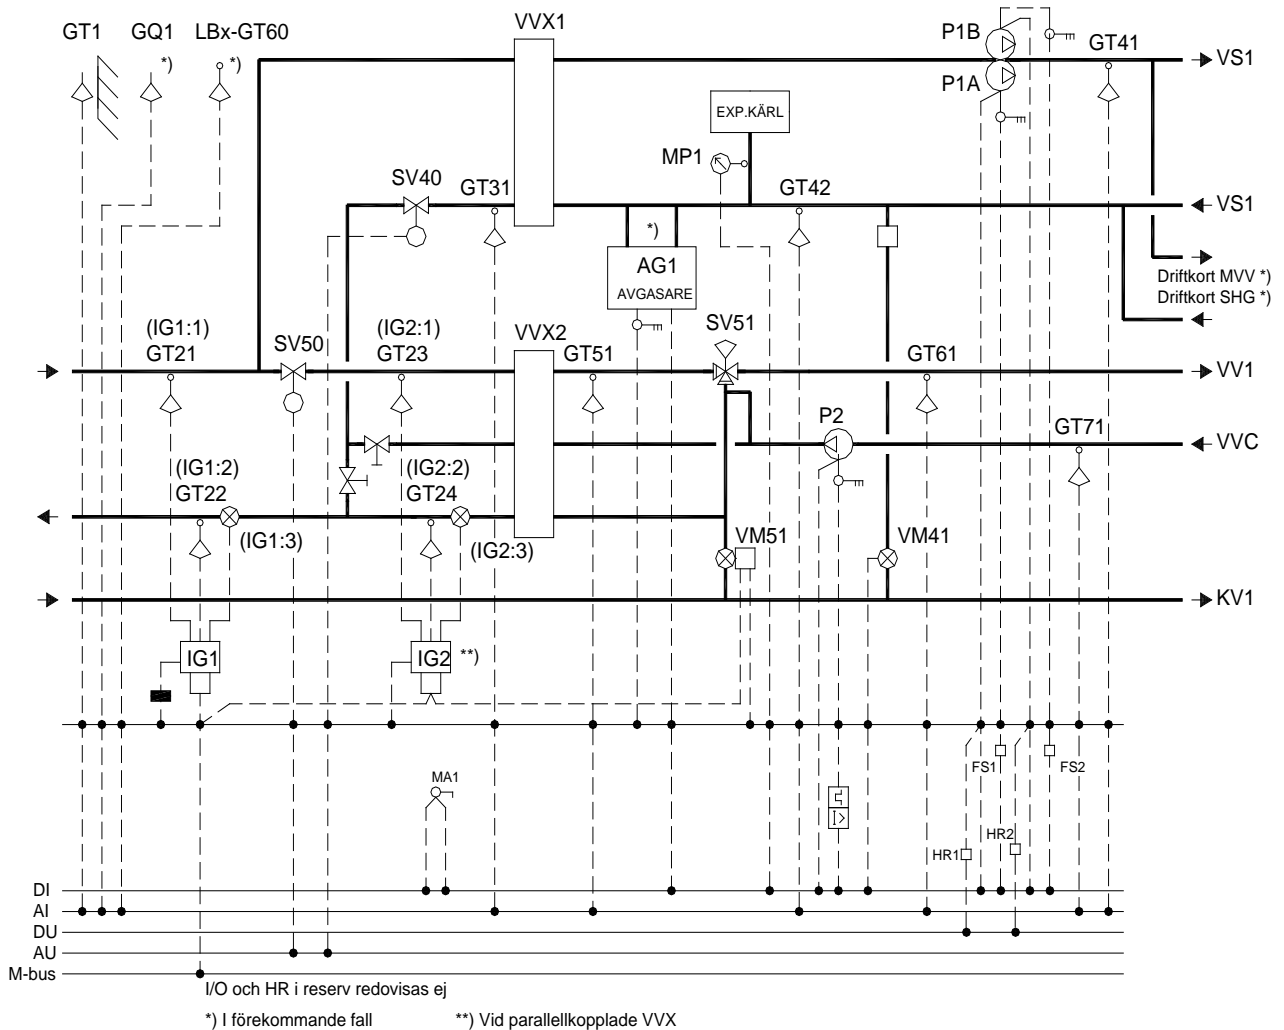 GT1 GQ1 LBx-GT60 VVX1 P1B GT41
*) *) VS1
P1A
EXP.KÄRL
MP1
SV40 GT31 GT42 VS1
*)
AG1
AVGASARE
Driftkort MVV *)
Driftkort SHG *)
(IG1:1) (IG2:1) VVX2 SV51
GT21 SV50 GT23 GT51 GT61
VV1
P2 GT71
VVC
(IG1:2) (IG2:2)
GT22 GT24
(IG1:3) (IG2:3) VM51 VM41
KV1
IG1 IG2 **)
FS1 FS2
MA1
I>
HR1 HR2
DI
AI
DU
AU
M-bus
I/O och HR i reserv redovisas ej
*) I förekommande fall **) Vid parallellkopplade VVX